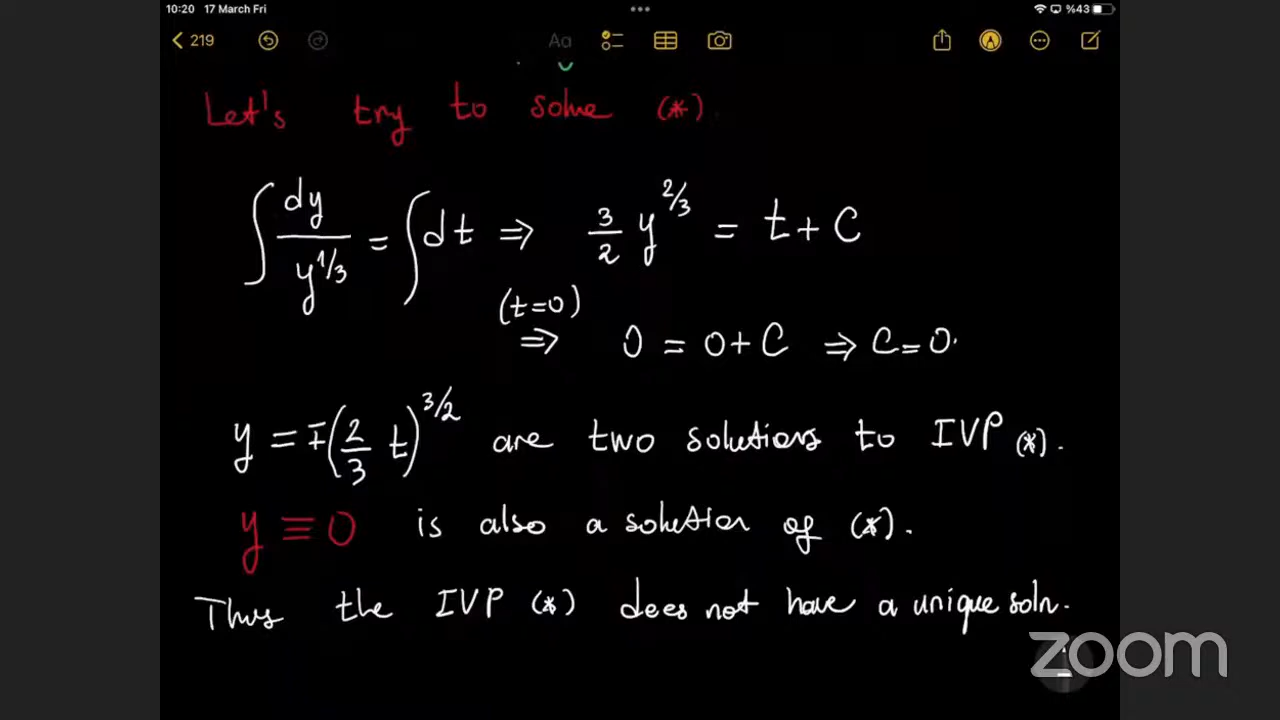 10:20 17 March Fri
%43
219
Aa
Let's try to solve (*).
∫ dy/y^1/3 = ∫ dt ⇒ 3/2 y^2/3 = t + C
(t=0)
⇒ 0 = 0 + C ⇒ C = 0.
y = ∓(2/3 t)^3/2 are two solutions to IVP (*).
y ≡ 0 is also a solution of (*).
Thus the IVP (*) does not have a unique soln.
zoom